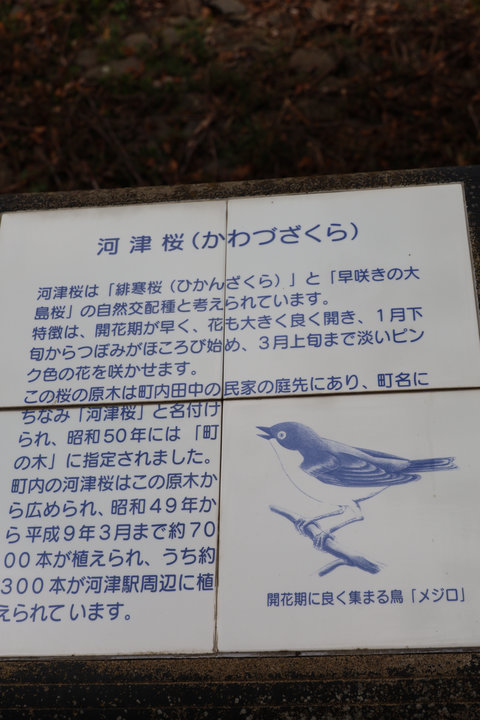 河津桜（かわづざくら）
河津桜は「緋寒桜（ひかんざくら）」と「早咲きの大
島桜」の自然交配種と考えられています。
特徴は、開花期が早く、花も大きく良く開き、１月下
旬からつぼみがほころび始め、３月上旬まで淡いピン
ク色の花を咲かせます。
この桜の原木は町内田中の民家の庭先にあり、町名に
ちなみ「河津桜」と名付け
られ、昭和５０年には「町
の木」に指定されました。
町内の河津桜はこの原木か
ら広められ、昭和４９年か
ら平成９年３月まで約７０
００本が植えられ、うち約
３００本が河津駅周辺に植
えられています。
開花期に良く集まる鳥「メジロ」